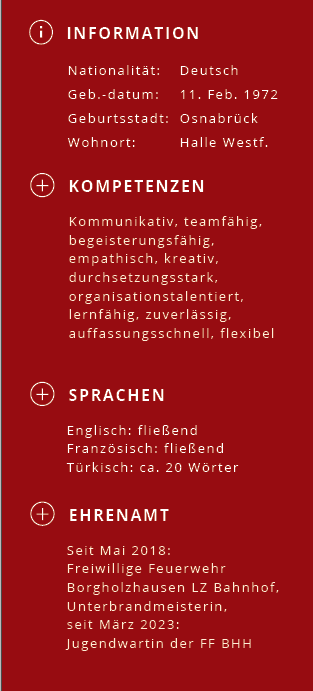 INFORMATION
Nationalität: Deutsch
Geb.-datum: 11. Feb. 1972
Geburtsstadt: Osnabrück
Wohnort: Halle Westf.
KOMPETENZEN
Kommunikativ, teamfähig,
begeisterungsfähig,
empathisch, kreativ,
durchsetzungsstark,
organisationstalentiert,
lernfähig, zuverlässig,
auffassungsschnell, flexibel
SPRACHEN
Englisch: fließend
Französisch: fließend
Türkisch: ca. 20 Wörter
EHRENAMT
Seit Mai 2018:
Freiwillige Feuerwehr
Borgholzhausen LZ Bahnhof,
Unterbrandmeisterin,
seit März 2023:
Jugendwartin der FF BHH